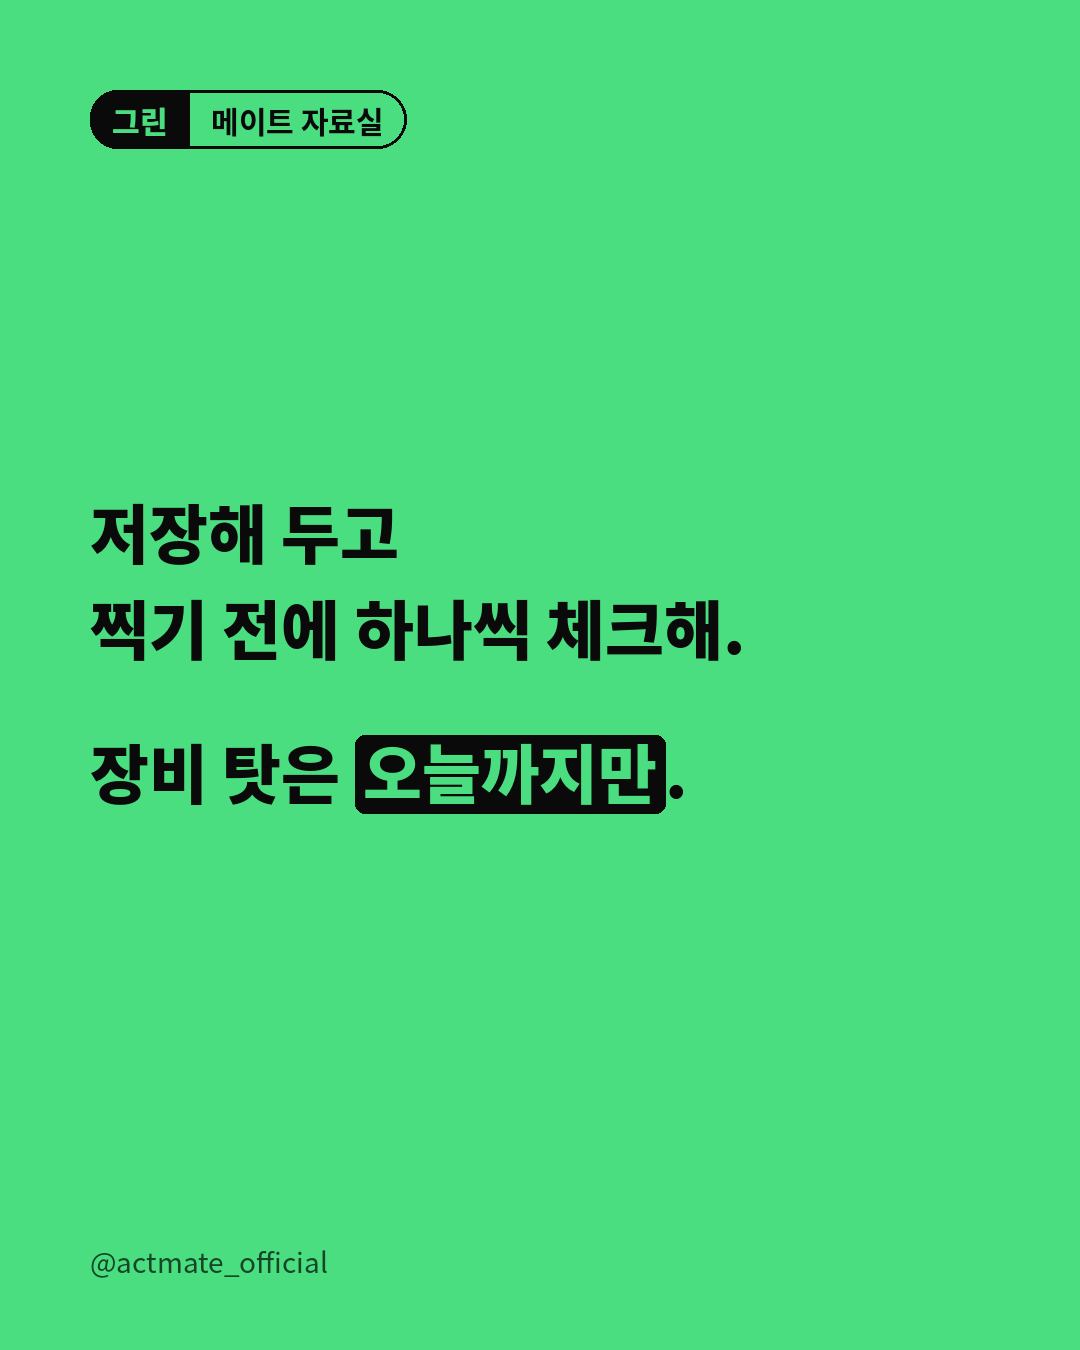 그린 메이트 자료실
저장해 두고
찍기 전에 하나씩 체크해.
장비 탓은 오늘까지만.
@actmate_official